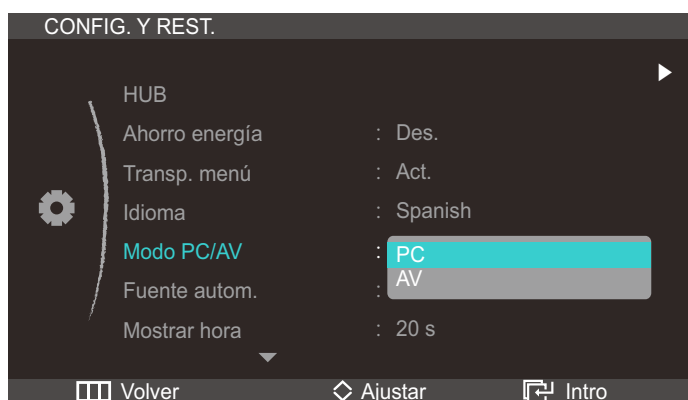 CONFIG. Y REST.
HUB
Ahorro energía : Des.
Transp. menú : Act.
Idioma : Spanish
Modo PC/AV : PC
AV
Fuente autom. :
Mostrar hora : 20 s
Volver Ajustar Intro